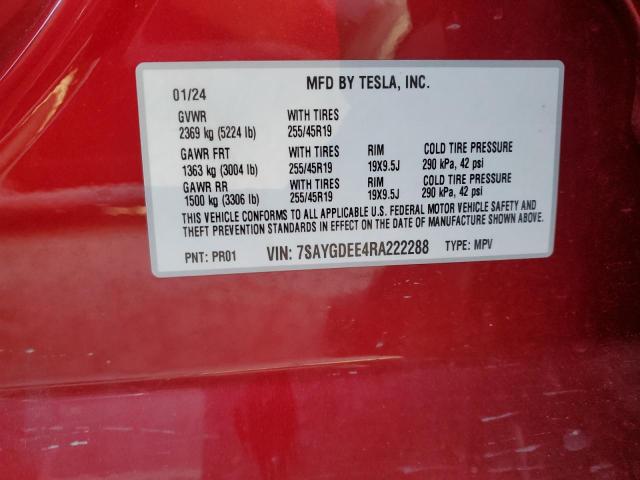 MFD BY TESLA, INC.
01/24
GVWR WITH TIRES
2369 kg (5224 lb) 255/45R19
GAWR FRT WITH TIRES RIM COLD TIRE PRESSURE
1363 kg (3004 lb) 255/45R19 19X9.5J 290 kPa, 42 psi
GAWR RR WITH TIRES RIM COLD TIRE PRESSURE
1500 kg (3306 lb) 255/45R19 19X9.5J 290 kPa, 42 psi
THIS VEHICLE CONFORMS TO ALL APPLICABLE U.S. FEDERAL MOTOR VEHICLE SAFETY AND
THEFT PREVENTION STANDARDS IN EFFECT ON THE DATE OF MANUFACTURE SHOWN ABOVE.
PNT: PR01 VIN: 7SAYGDEE4RA222288 TYPE: MPV